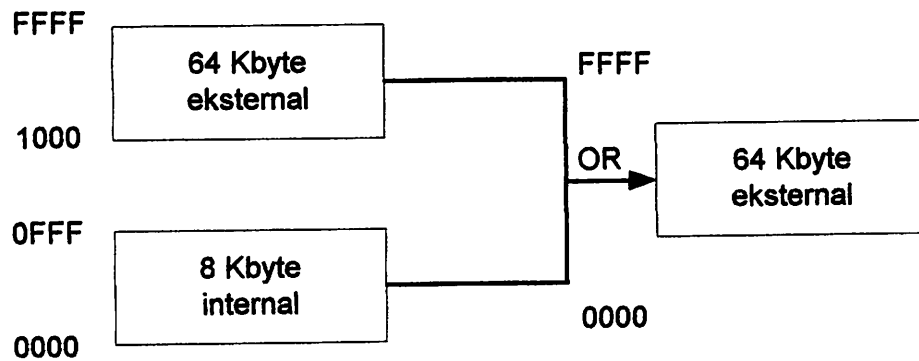 FFFF
64 Kbyte
eksternal
1000
0FFF
8 Kbyte
internal
0000
FFFF
OR
0000
64 Kbyte
eksternal